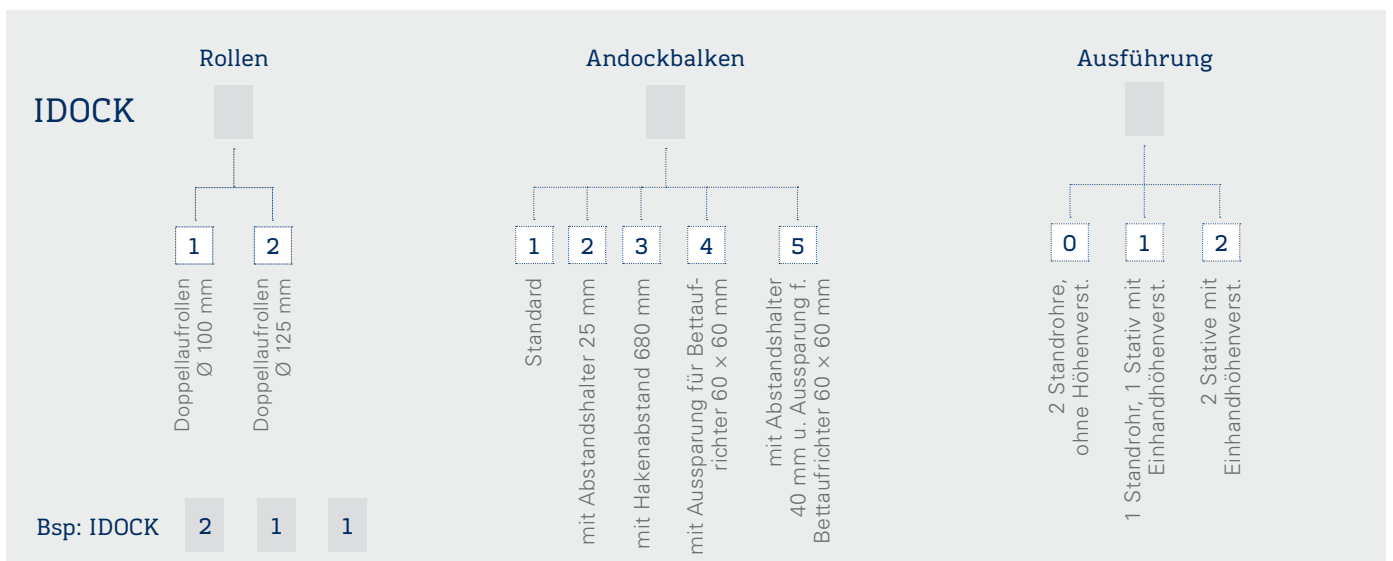 Rollen
Andockbalken
Ausführung
IDOCK
1
2
1
2
3
4
5
0
1
2
Doppellaufrollen
Ø 100 mm
Doppellaufrollen
Ø 125 mm
Standard
mit Abstandshalter 25 mm
mit Hakenabstand 680 mm
mit Aussparung für Bettauf-
richter 60 × 60 mm
mit Abstandshalter
40 mm u. Aussparung f.
Bettaufrichter 60 × 60 mm
2 Standrohre,
ohne Höhenverst.
1 Standrohr, 1 Stativ mit
Einhandhöhenverst.
2 Stative mit
Einhandhöhenverst.
Bsp: IDOCK 2 1 1